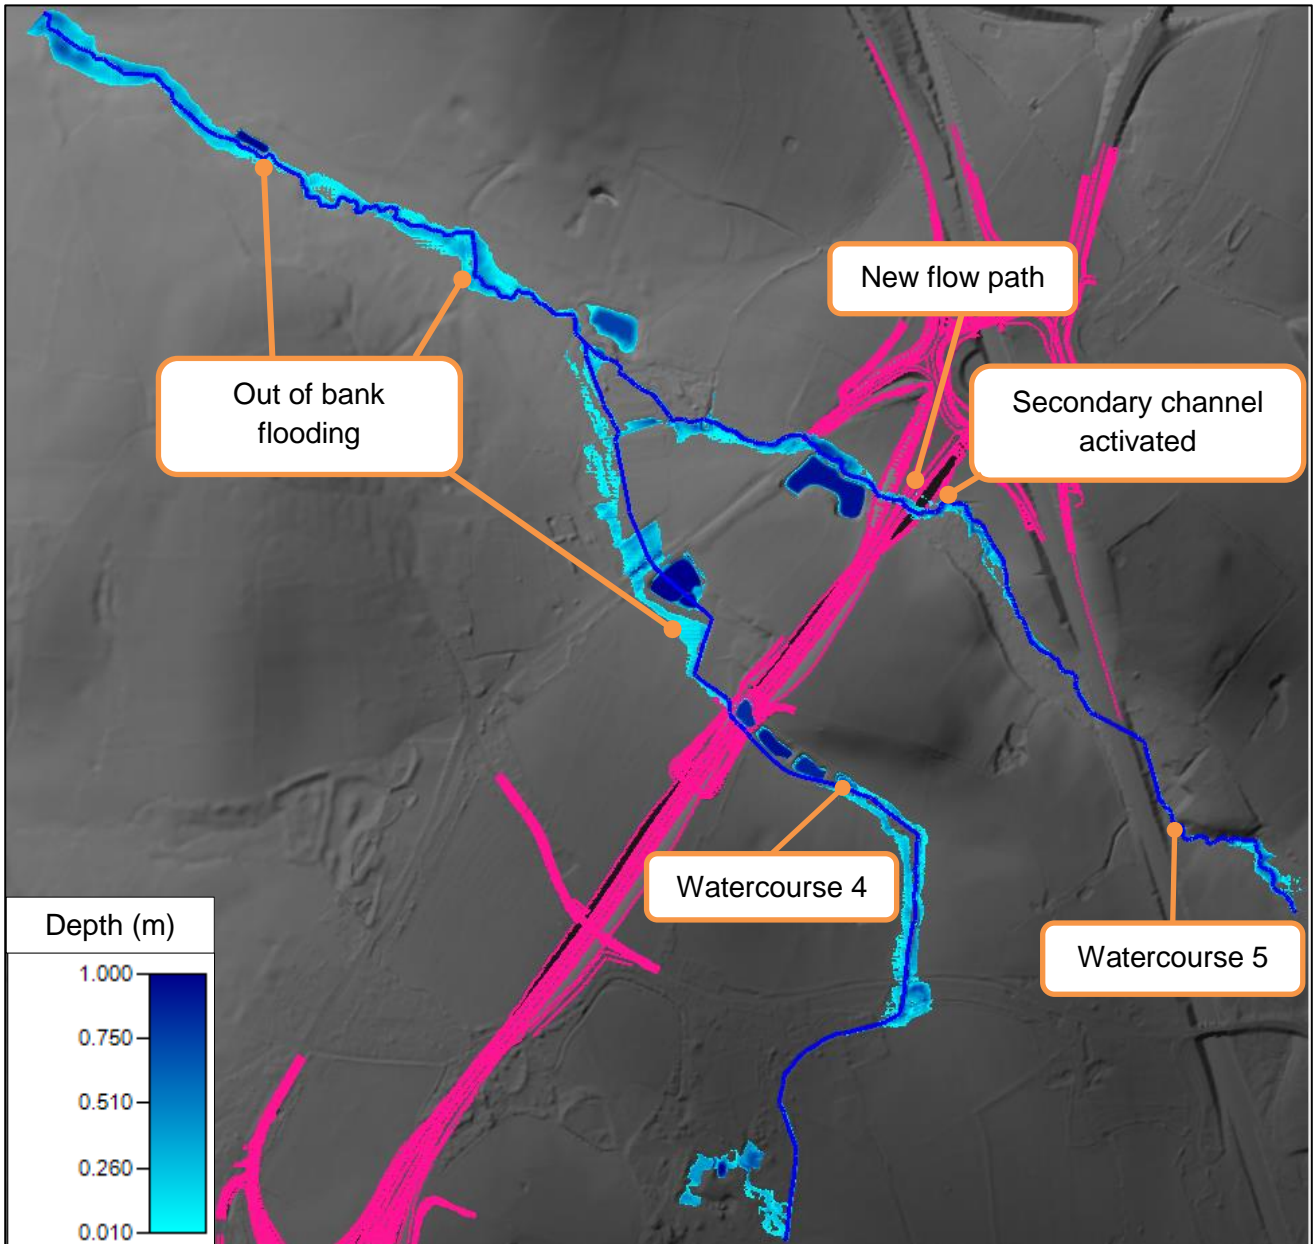 New flow path
Out of bank
flooding
Secondary channel
activated
Watercourse 4
Watercourse 5
Depth (m)
1.000
0.750
0.510
0.260
0.010